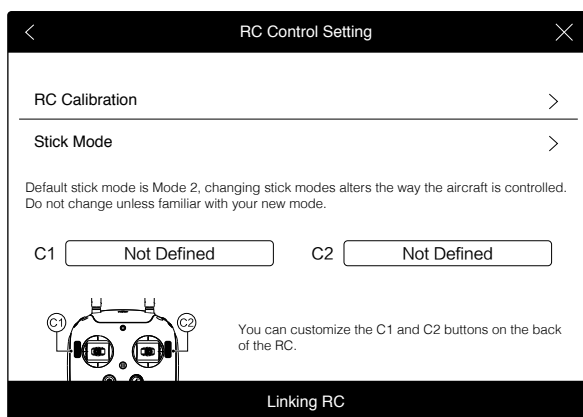 RC Control Setting
RC Calibration
Stick Mode
Default stick mode is Mode 2, changing stick modes alters the way the aircraft is controlled.
Do not change unless familiar with your new mode.
C1 Not Defined C2 Not Defined
C1 C2
You can customize the C1 and C2 buttons on the back
of the RC.
Linking RC